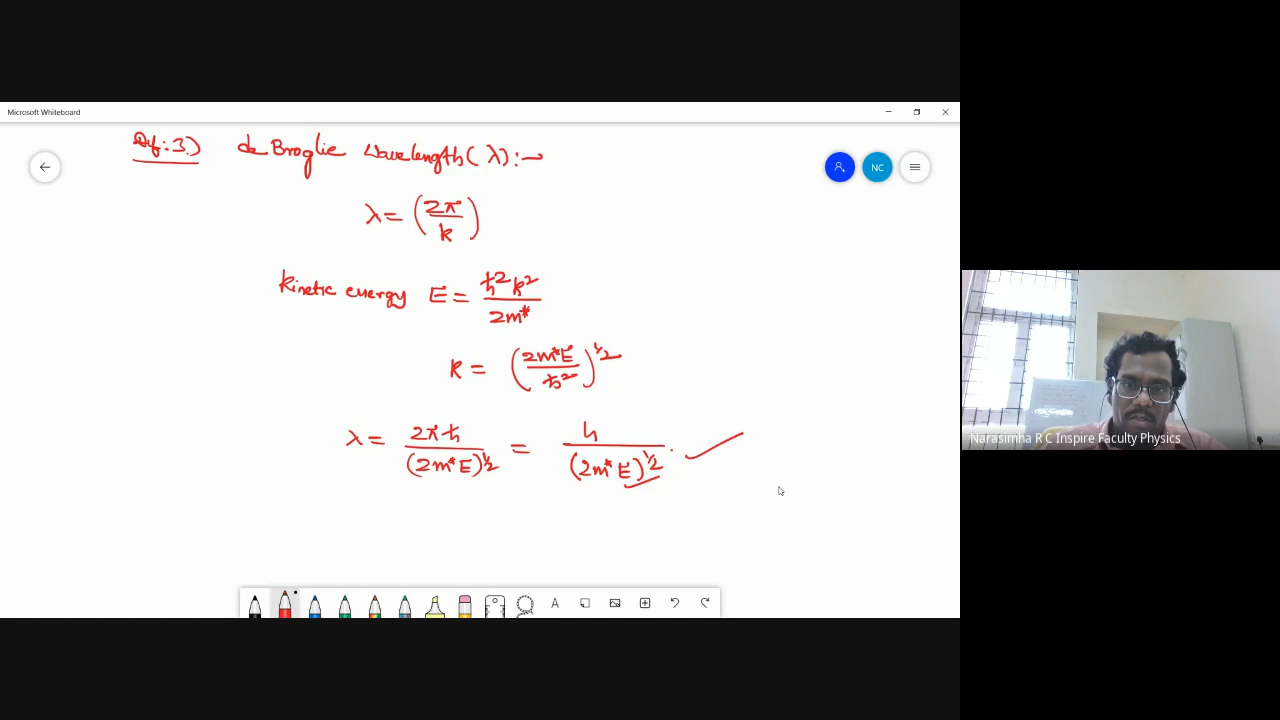 Microsoft Whiteboard
Def: 3.) de Broglie wavelength (λ):→
NC
λ = (2π/k)
kinetic energy E = ℏ²k²/2m*
k = (2m*E/ℏ²)^1/2
λ = 2πℏ/(2m*E)^1/2 = h/(2m*E)^1/2.
Narasimha R C Inspire Faculty Physics
A